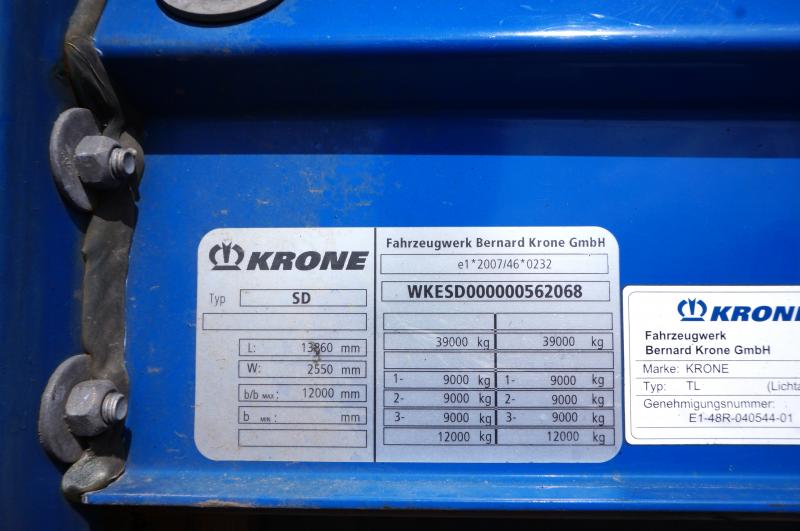 KRONE
Typ SD
L: 13860 mm
W: 2550 mm
b/b MAX: 12000 mm
b MIN: mm
Fahrzeugwerk Bernard Krone GmbH
e1*2007/46*0232
WKESD000000562068
39000 kg 39000 kg
kg kg
1- 9000 kg 1- 9000 kg
2- 9000 kg 2- 9000 kg
3- 9000 kg 3- 9000 kg
12000 kg 12000 kg
KRONE
Fahrzeugwerk
Bernard Krone GmbH
Marke: KRONE
Typ: TL (Lichta
Genehmigungsnummer:
E1-48R-040544-01